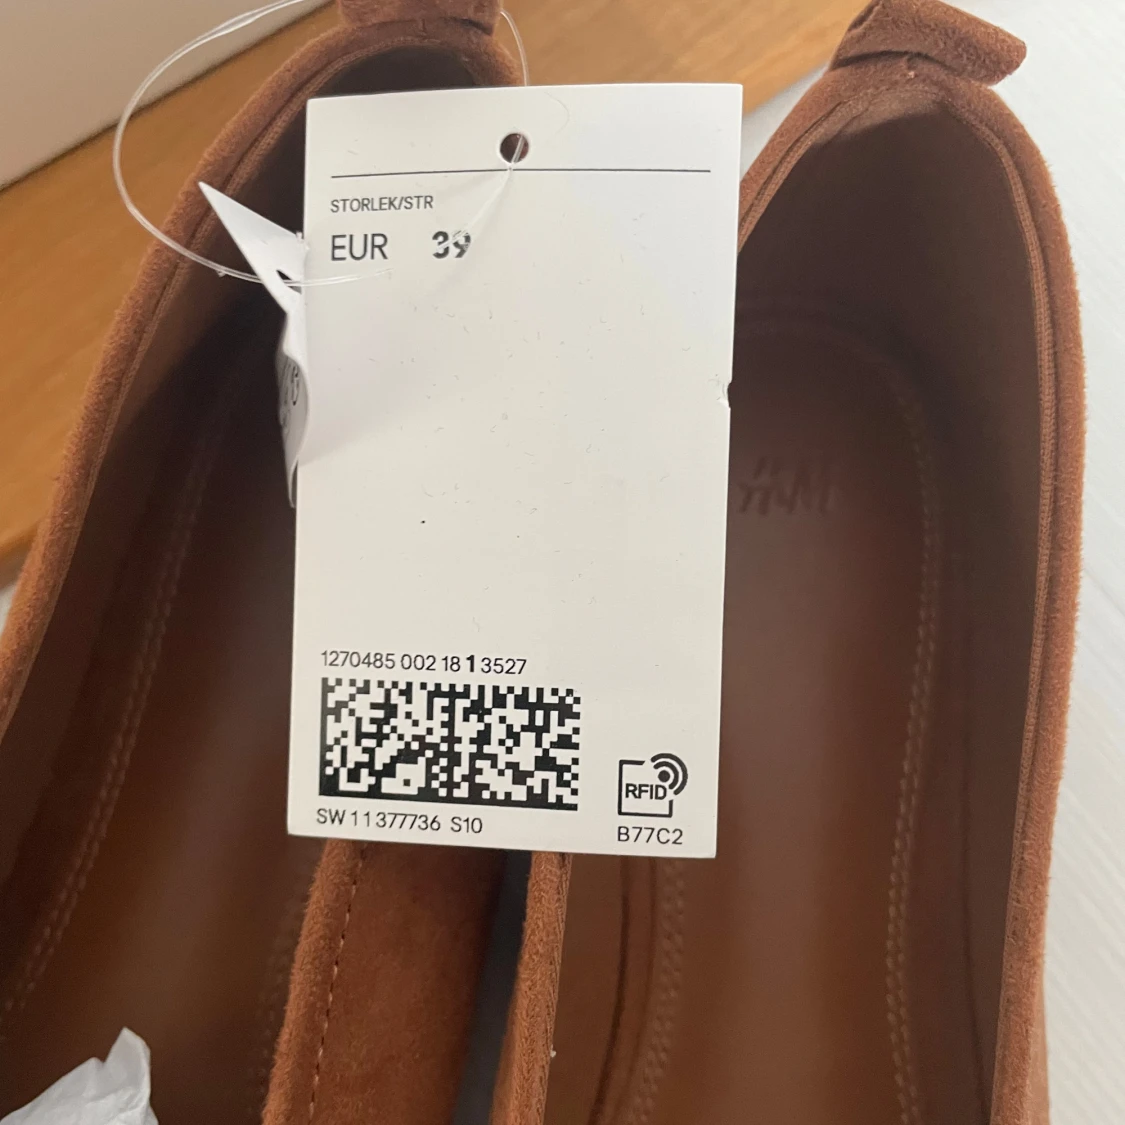 STORLEK/STR
EUR 39
H&M
1270485 002 18 1 3527
SW 11377736 S10
RFID
B77C2